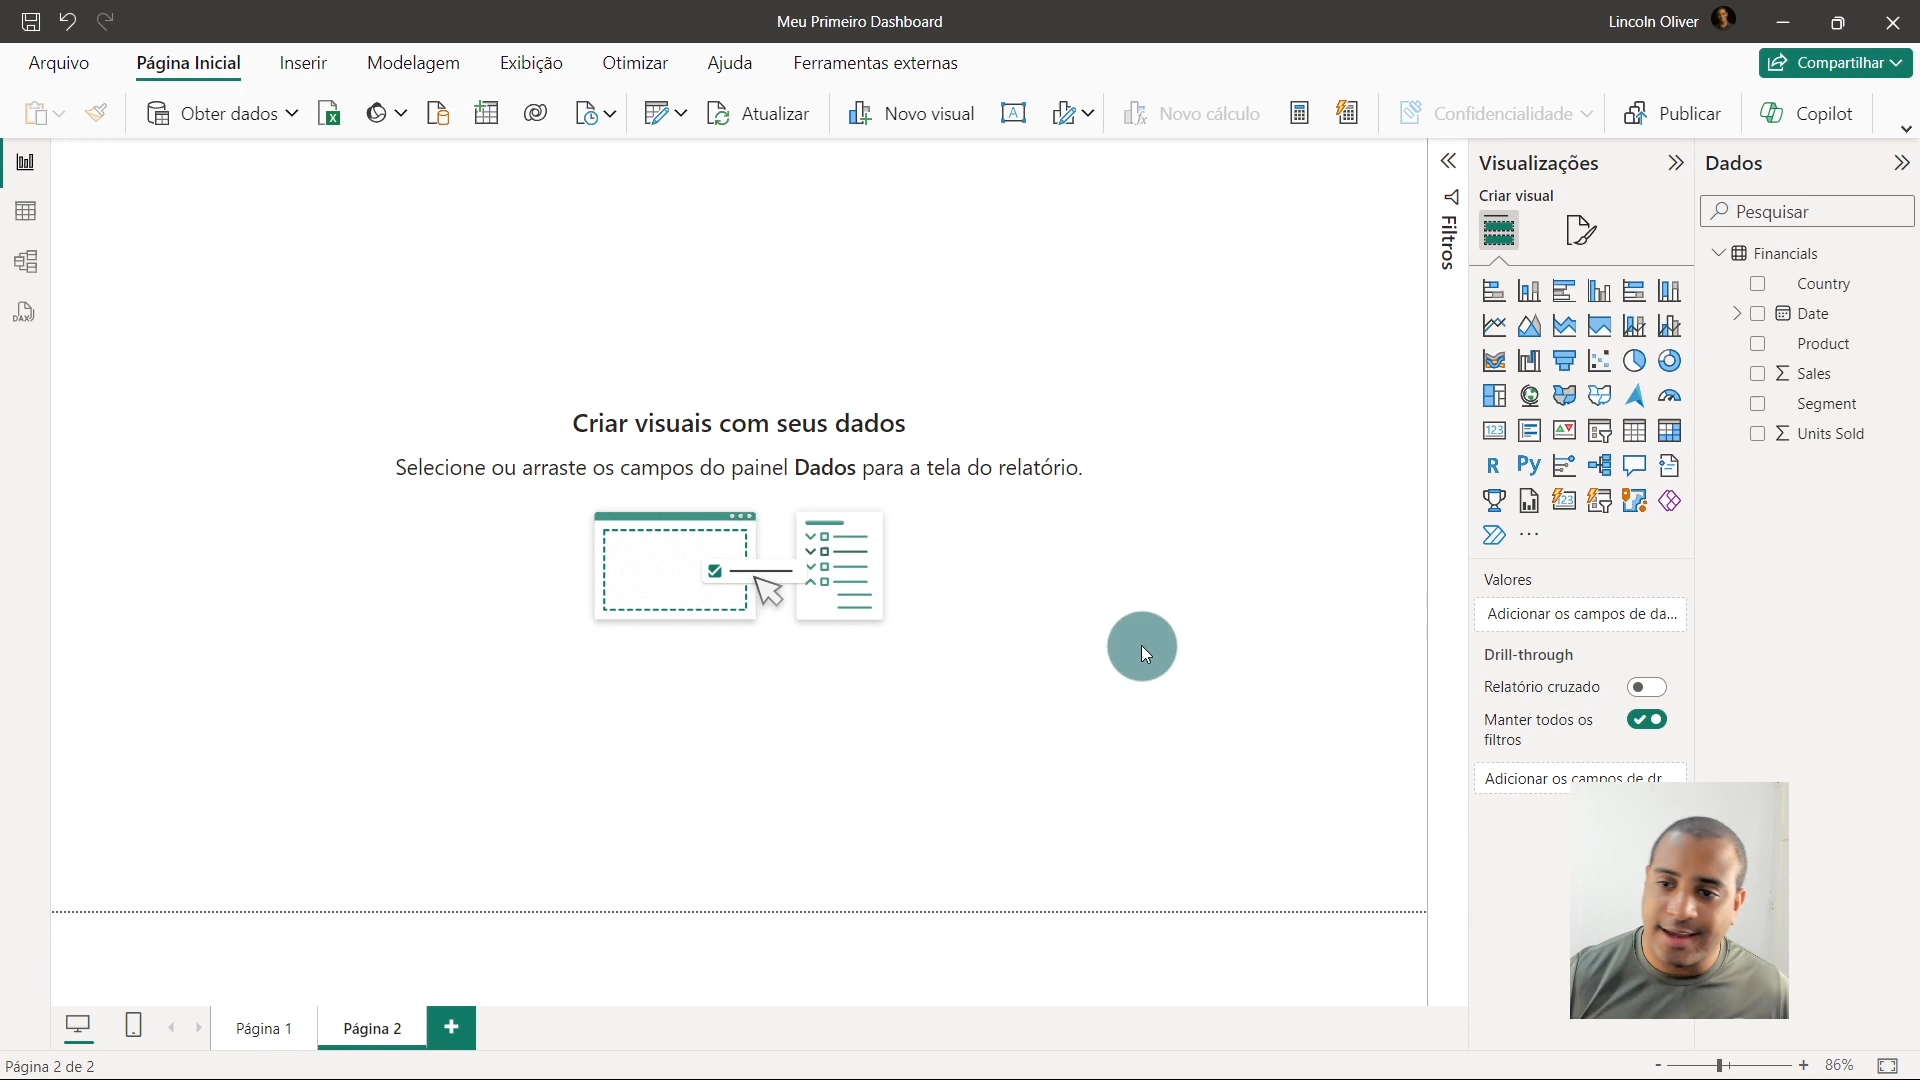 Meu Primeiro Dashboard
Lincoln Oliver
Arquivo
Página Inicial
Inserir
Modelagem
Exibição
Otimizar
Ajuda
Ferramentas externas
Compartilhar
Obter dados
Atualizar
Novo visual
Novo cálculo
Confidencialidade
Publicar
Copilot
DAX
Criar visuais com seus dados
Selecione ou arraste os campos do painel Dados para a tela do relatório.
Filtros
Visualizações
Criar visual
123
R
Py
123
Valores
Adicionar os campos de da...
Drill-through
Relatório cruzado
Manter todos os
filtros
Adicionar os campos de dr
Dados
Pesquisar
Financials
Country
Date
Product
Σ Sales
Segment
Σ Units Sold
Página 1
Página 2
+
Página 2 de 2
- + 86%